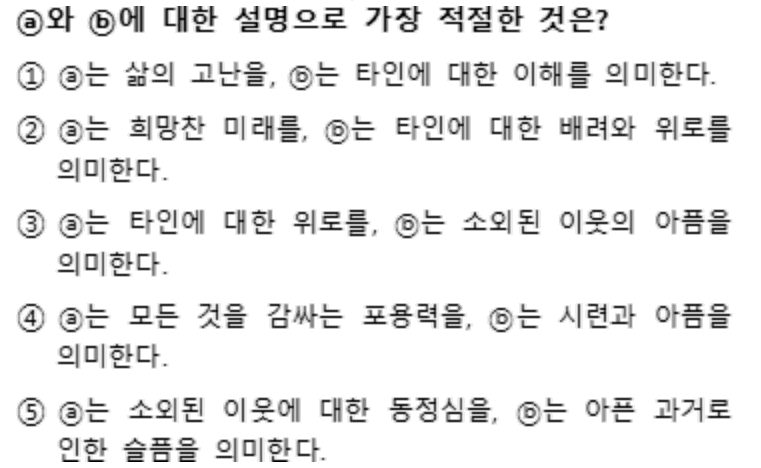 ⓐ와 ⓑ에 대한 설명으로 가장 적절한 것은?
① ⓐ는 삶의 고난을, ⓑ는 타인에 대한 이해를 의미한다.
② ⓐ는 희망찬 미래를, ⓑ는 타인에 대한 배려와 위로를
의미한다.
③ ⓐ는 타인에 대한 위로를, ⓑ는 소외된 이웃의 아픔을
의미한다.
④ ⓐ는 모든 것을 감싸는 포용력을, ⓑ는 시련과 아픔을
의미한다.
⑤ ⓐ는 소외된 이웃에 대한 동정심을, ⓑ는 아픈 과거로
인한 슬픔을 의미한다.